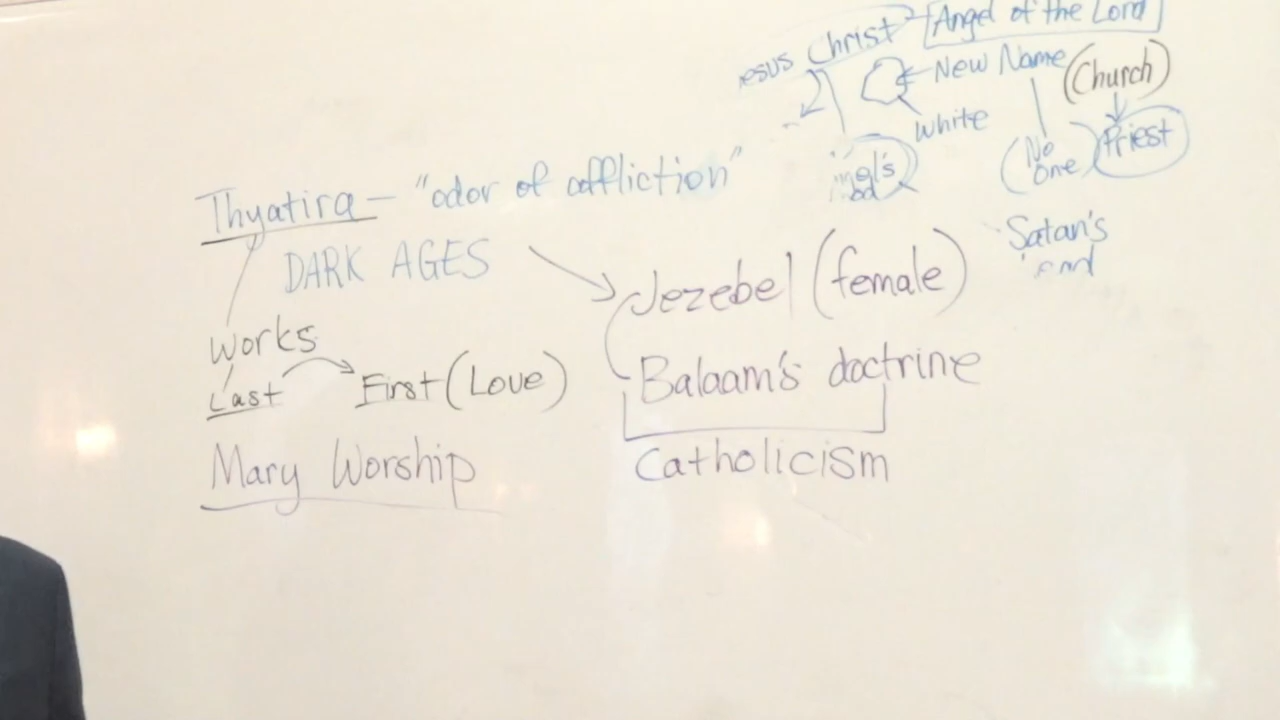 Jesus Christ Angel of the Lord
New Name (Church)
White
(No One) Priest
Satan's
Thyatira - "odor of affliction"
DARK AGES
Jezebel (female)
Works
Last First (Love)
Balaam's doctrine
Mary Worship
Catholicism